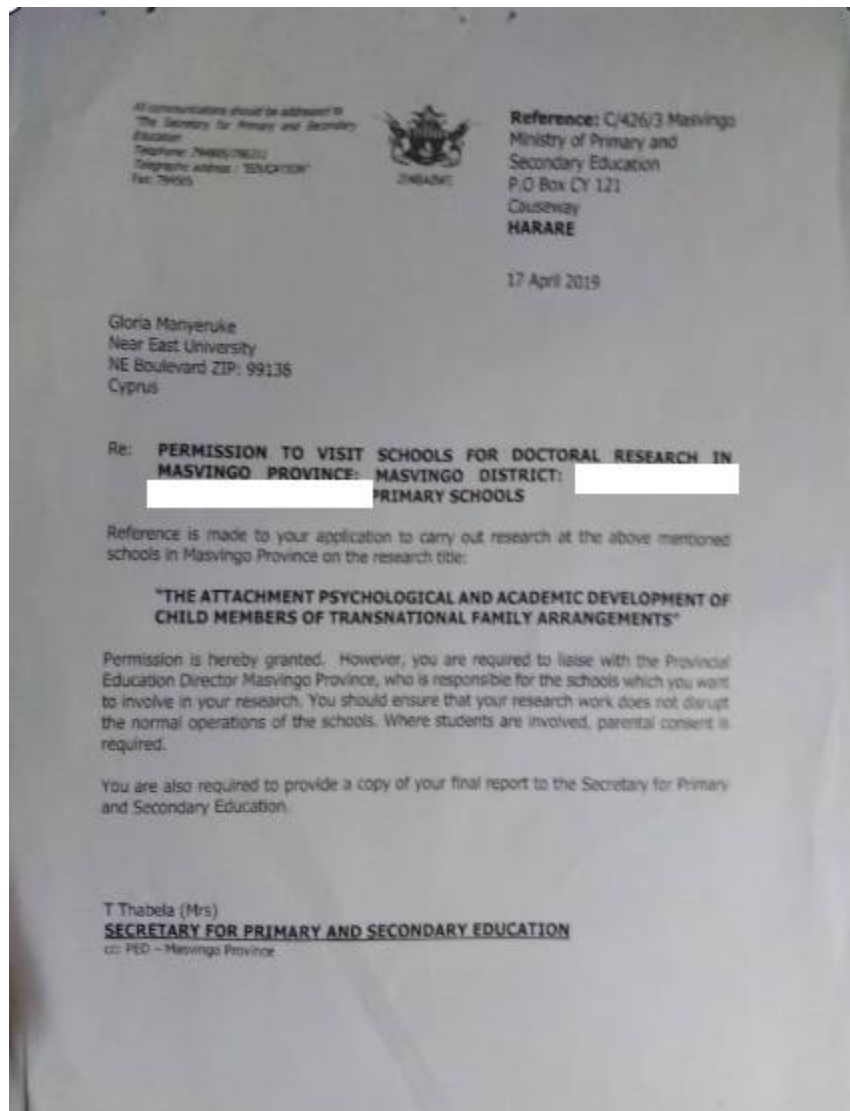 All communications should be addressed to
"The Secretary for Primary and Secondary
Education
Telephone: 794895/796211
Telegraphic address : "EDUCATION"
Fax: 794505
ZIMBABWE
Reference: C/426/3 Masvingo
Ministry of Primary and
Secondary Education
P.O Box CY 121
Causeway
HARARE
17 April 2019
Gloria Manyeruke
Near East University
NE Boulevard ZIP: 99138
Cyprus
Re: PERMISSION TO VISIT SCHOOLS FOR DOCTORAL RESEARCH IN
MASVINGO PROVINCE: MASVINGO DISTRICT:
PRIMARY SCHOOLS
Reference is made to your application to carry out research at the above mentioned
schools in Masvingo Province on the research title:
"THE ATTACHMENT PSYCHOLOGICAL AND ACADEMIC DEVELOPMENT OF
CHILD MEMBERS OF TRANSNATIONAL FAMILY ARRANGEMENTS"
Permission is hereby granted. However, you are required to liaise with the Provincial
Education Director Masvingo Province, who is responsible for the schools which you want
to involve in your research. You should ensure that your research work does not disrupt
the normal operations of the schools. Where students are involved, parental consent is
required.
You are also required to provide a copy of your final report to the Secretary for Primary
and Secondary Education.
T Thabela (Mrs)
SECRETARY FOR PRIMARY AND SECONDARY EDUCATION
cc: PED – Masvingo Province